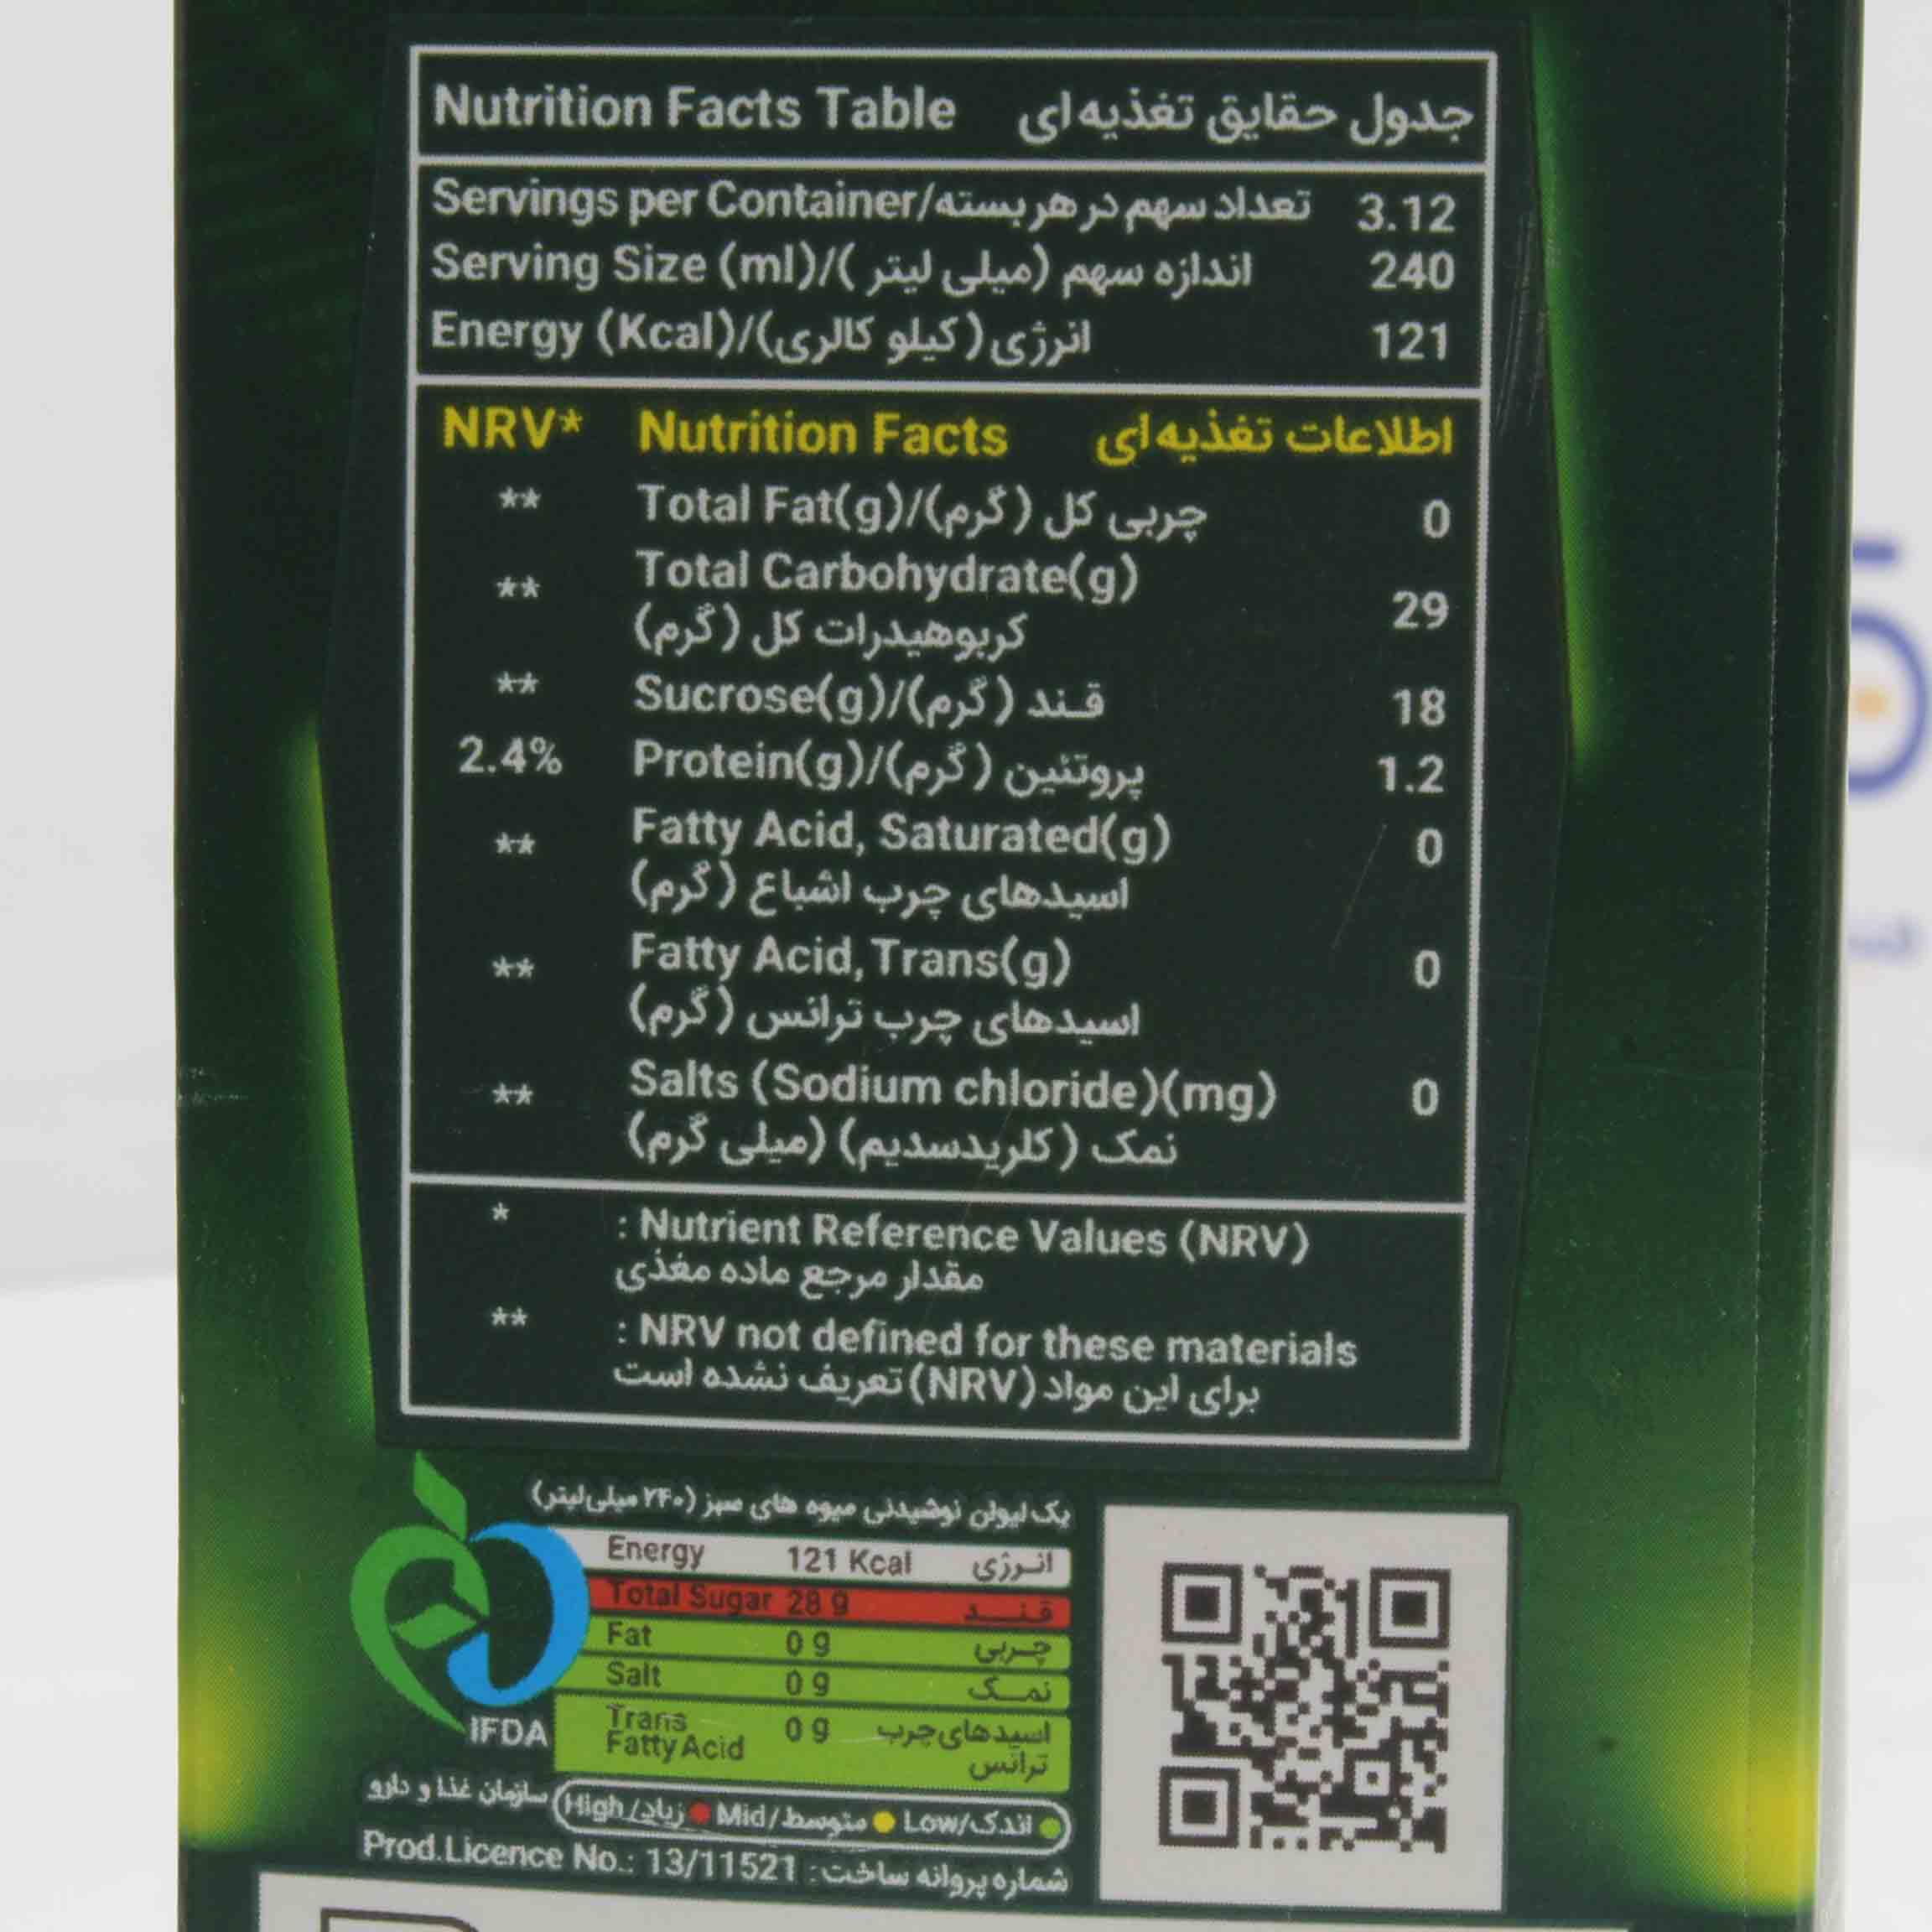 Nutrition Facts Table جدول حقایق تغذیه ای
Servings per Container/تعداد سهم در هر بسته 3.12
Serving Size (ml)/(اندازه سهم (میلی لیتر 240
Energy (Kcal)/(انرژی (کیلو کالری 121
NRV* Nutrition Facts اطلاعات تغذیه ای
** Total Fat(g)/(چربی کل (گرم 0
** Total Carbohydrate(g) 29
کربوهیدرات کل (گرم)
** Sucrose(g)/(قند (گرم 18
2.4% Protein(g)/(پروتئین (گرم 1.2
** Fatty Acid, Saturated(g) 0
اسیدهای چرب اشباع (گرم)
** Fatty Acid, Trans(g) 0
اسیدهای چرب ترانس (گرم)
** Salts (Sodium chloride)(mg) 0
نمک (کلریدسدیم) (میلی گرم)
* : Nutrient Reference Values (NRV)
مقدار مرجع ماده مغذی
** : NRV not defined for these materials
برای این مواد (NRV) تعریف نشده است
یک لیوان نوشیدنی میوه های سبز (۲۴۰ میلی لیتر)
Energy 121 Kcal انرژی
Total Sugar 28 g قند
Fat 0 g چربی
Salt 0 g نمک
Trans Fatty Acid 0 g اسیدهای چرب ترانس
IFDA
سازمان غذا و دارو
High/زیاد Mid/متوسط Low/اندک
Prod.Licence No.: 13/11521 :شماره پروانه ساخت